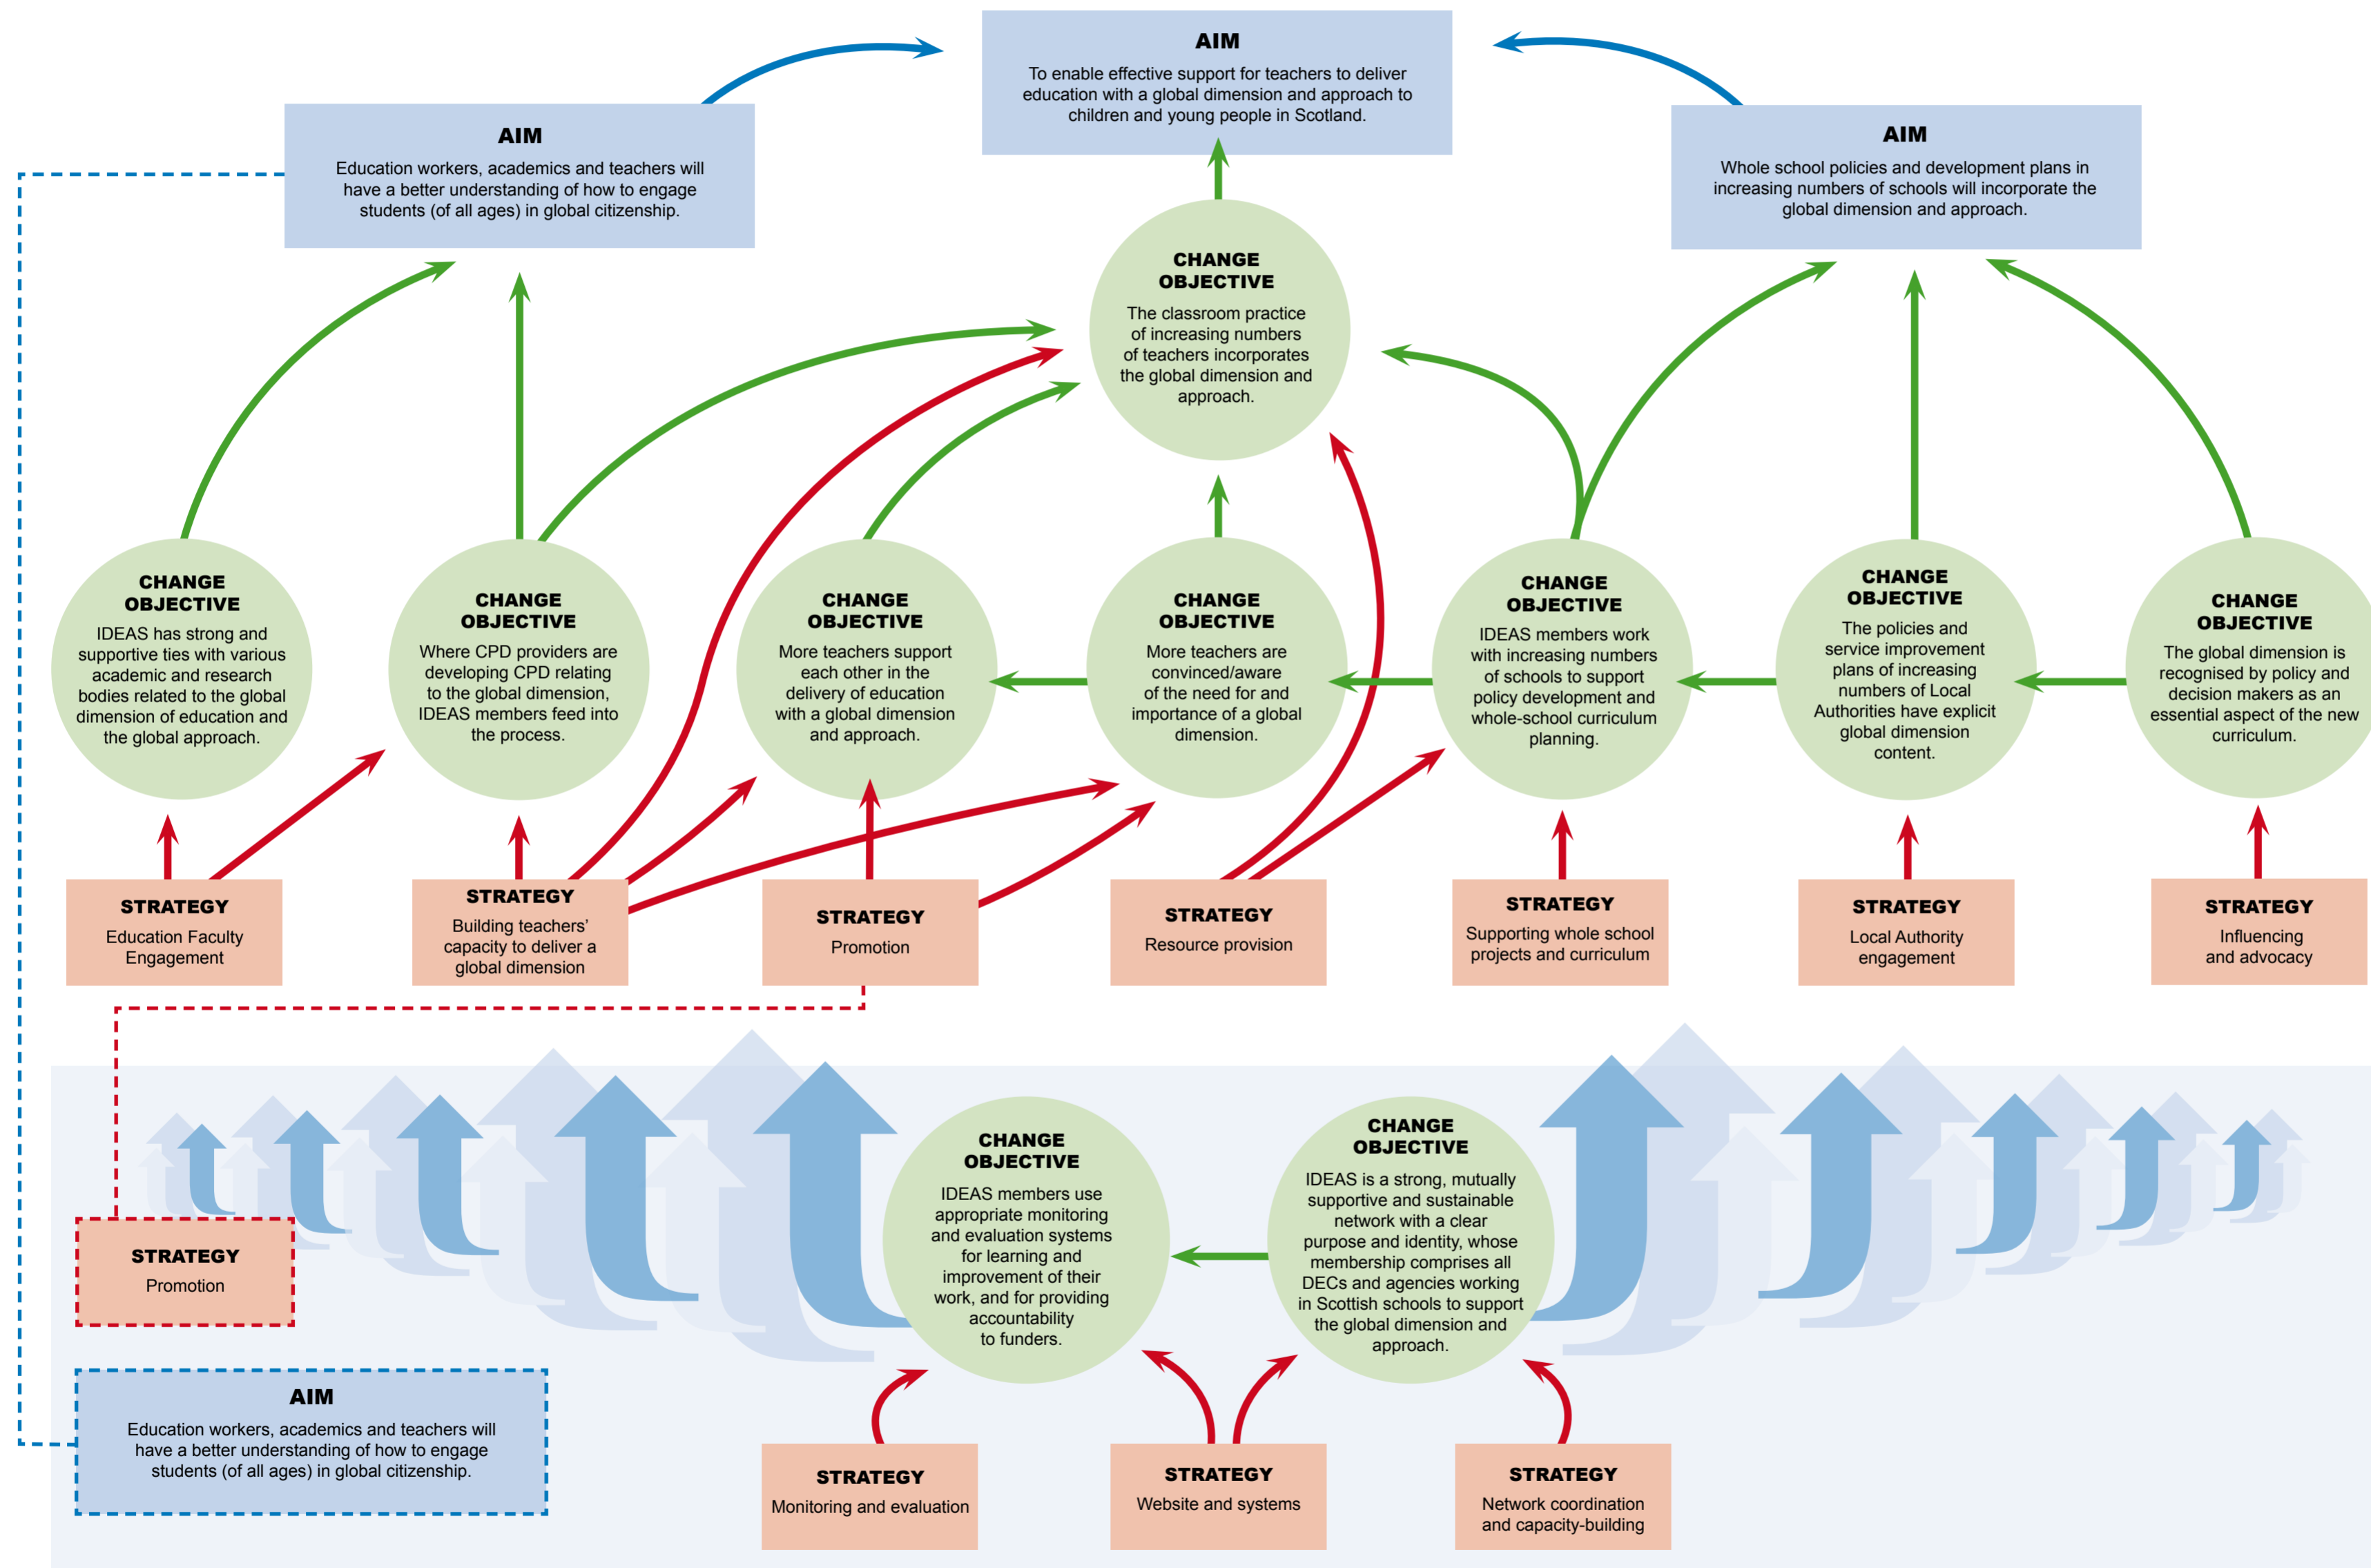 AIM
To enable effective support for teachers to deliver
education with a global dimension and approach to
children and young people in Scotland.
AIM
Education workers, academics and teachers will
have a better understanding of how to engage
students (of all ages) in global citizenship.
AIM
Whole school policies and development plans in
increasing numbers of schools will incorporate the
global dimension and approach.
CHANGE
OBJECTIVE
The classroom practice
of increasing numbers
of teachers incorporates
the global dimension and
approach.
CHANGE
OBJECTIVE
IDEAS has strong and
supportive ties with various
academic and research
bodies related to the global
dimension of education and
the global approach.
CHANGE
OBJECTIVE
Where CPD providers are
developing CPD relating
to the global dimension,
IDEAS members feed into
the process.
CHANGE
OBJECTIVE
More teachers support
each other in the
delivery of education
with a global dimension
and approach.
CHANGE
OBJECTIVE
More teachers are
convinced/aware
of the need for and
importance of a global
dimension.
CHANGE
OBJECTIVE
IDEAS members work
with increasing numbers
of schools to support
policy development and
whole-school curriculum
planning.
CHANGE
OBJECTIVE
The policies and
service improvement
plans of increasing
numbers of Local
Authorities have explicit
global dimension
content.
CHANGE
OBJECTIVE
The global dimension is
recognised by policy and
decision makers as an
essential aspect of the new
curriculum.
STRATEGY
Education Faculty
Engagement
STRATEGY
Building teachers'
capacity to deliver a
global dimension
STRATEGY
Promotion
STRATEGY
Resource provision
STRATEGY
Supporting whole school
projects and curriculum
STRATEGY
Local Authority
engagement
STRATEGY
Influencing
and advocacy
CHANGE
OBJECTIVE
IDEAS members use
appropriate monitoring
and evaluation systems
for learning and
improvement of their
work, and for providing
accountability
to funders.
CHANGE
OBJECTIVE
IDEAS is a strong, mutually
supportive and sustainable
network with a clear
purpose and identity, whose
membership comprises all
DECs and agencies working
in Scottish schools to support
the global dimension and
approach.
STRATEGY
Promotion
AIM
Education workers, academics and teachers will
have a better understanding of how to engage
students (of all ages) in global citizenship.
STRATEGY
Monitoring and evaluation
STRATEGY
Website and systems
STRATEGY
Network coordination
and capacity-building